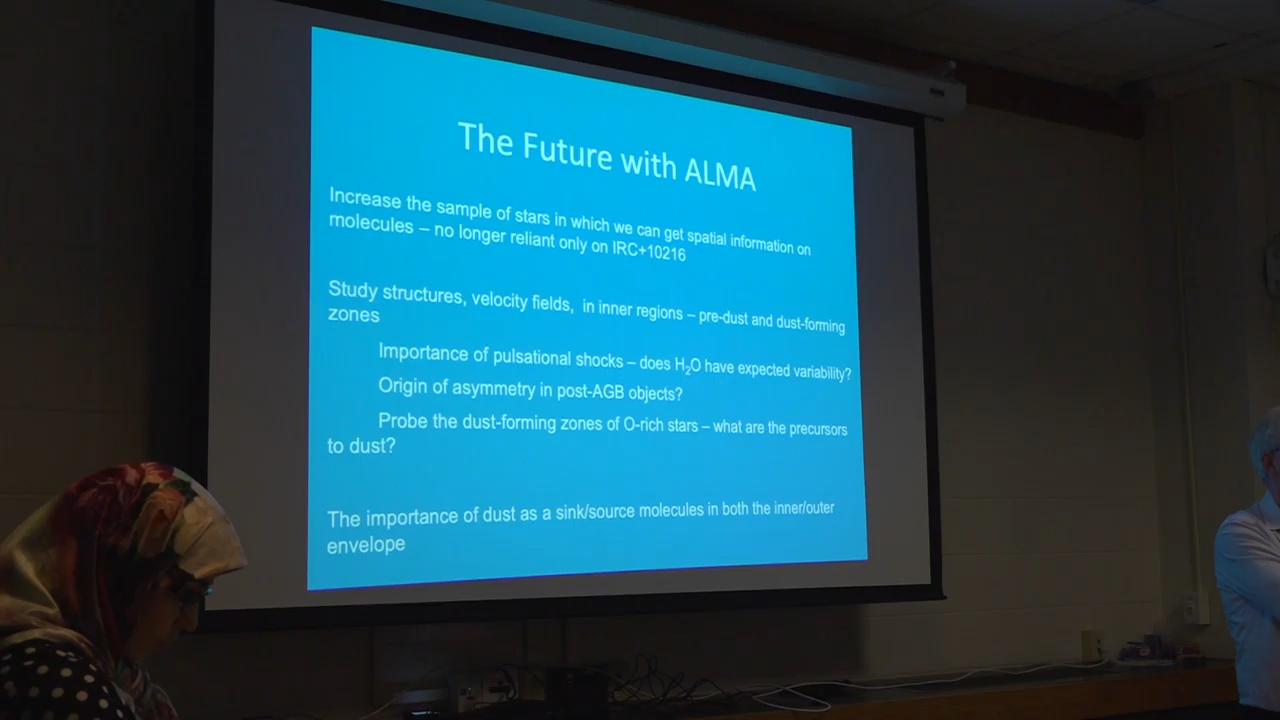 The Future with ALMA
Increase the sample of stars in which we can get spatial information on
molecules – no longer reliant only on IRC+10216
Study structures, velocity fields,  in inner regions – pre-dust and dust-forming
zones
Importance of pulsational shocks – does H₂O have expected variability?
Origin of asymmetry in post-AGB objects?
Probe the dust-forming zones of O-rich stars – what are the precursors
to dust?
The importance of dust as a sink/source molecules in both the inner/outer
envelope